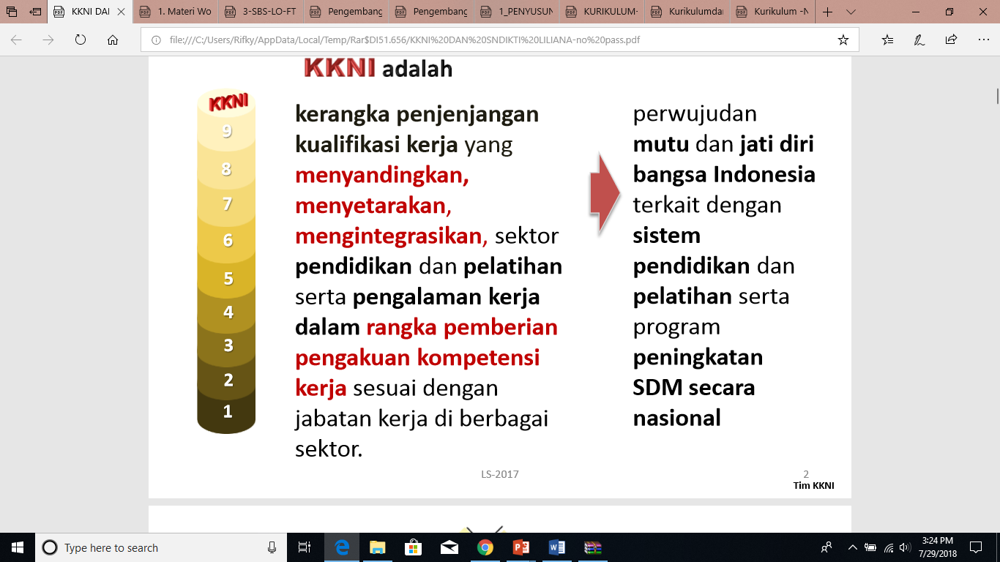 KKNI DAI
1. Materi Wo
3-SBS-LO-FT
Pengembang
Pengembang
1_PENYUSUN
KURIKULUM-
Kurikulumdar
Kurikulum -N
file:///C:/Users/Rifky/AppData/Local/Temp/Rar$DI51.656/KKNI%20DAN%20SNDIKTI%20LILIANA-no%20pass.pdf
KKNI adalah
KKNI
9
8
7
6
5
4
3
2
1
kerangka penjenjangan
kualifikasi kerja yang
menyandingkan,
menyetarakan,
mengintegrasikan, sektor
pendidikan dan pelatihan
serta pengalaman kerja
dalam rangka pemberian
pengakuan kompetensi
kerja sesuai dengan
jabatan kerja di berbagai
sektor.
perwujudan
mutu dan jati diri
bangsa Indonesia
terkait dengan
sistem
pendidikan dan
pelatihan serta
program
peningkatan
SDM secara
nasional
LS-2017
2
Tim KKNI
Type here to search
3:24 PM
7/29/2018